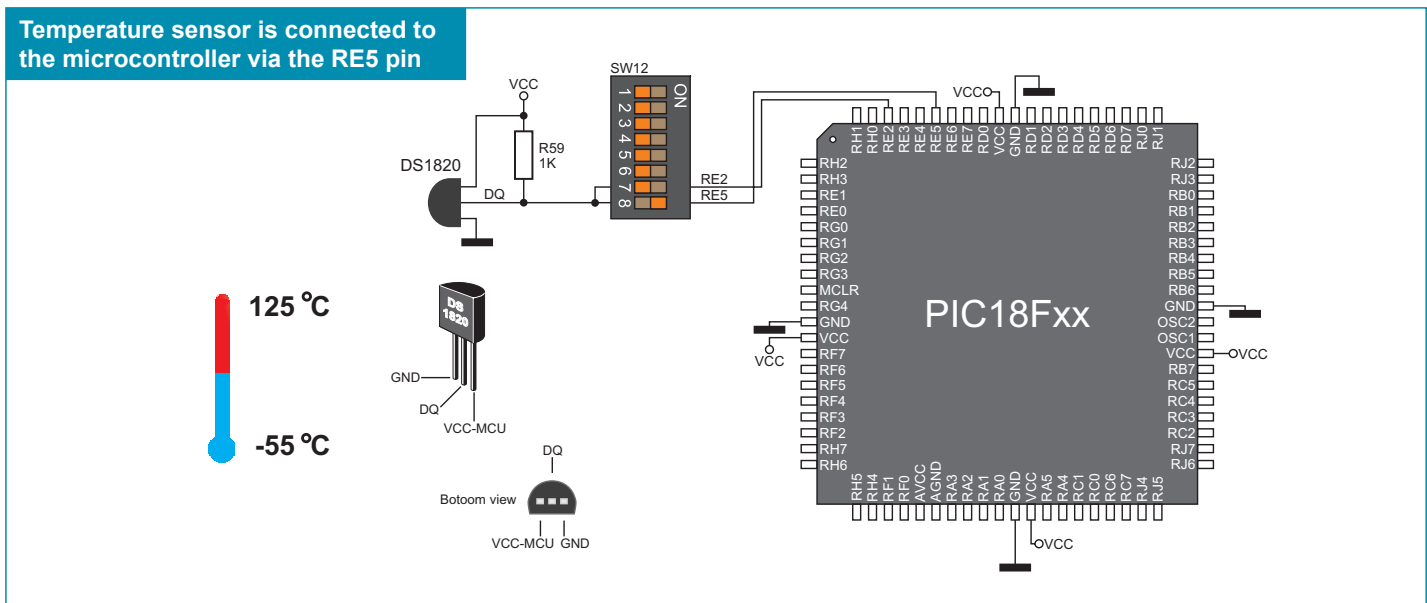 Temperature sensor is connected to
the microcontroller via the RE5 pin
SW12
ON
1
2
3
4
5
6
7
8
VCC
R59
1K
DS1820
DQ
RE2
RE5
VCC
RH1
RH0
RE2
RE3
RE4
RE5
RE6
RE7
RD0
VCC
GND
RD1
RD2
RD3
RD4
RD5
RD6
RD7
RJ0
RJ1
RH2
RH3
RE1
RE0
RG0
RG1
RG2
RG3
MCLR
RG4
GND
VCC
RF7
RF6
RF5
RF4
RF3
RF2
RH7
RH6
VCC
PIC18Fxx
RJ2
RJ3
RB0
RB1
RB2
RB3
RB4
RB5
RB6
GND
OSC2
OSC1
VCC
RB7
RC5
RC4
RC3
RC2
RJ7
RJ6
VCC
RH5
RH4
RF1
RF0
AVCC
AGND
RA3
RA2
RA1
RA0
GND
VCC
RA5
RA4
RC1
RC0
RC6
RC7
RJ4
RJ5
VCC
125 °C
-55 °C
DS
1820
GND
DQ
VCC-MCU
DQ
Botoom view
VCC-MCU GND